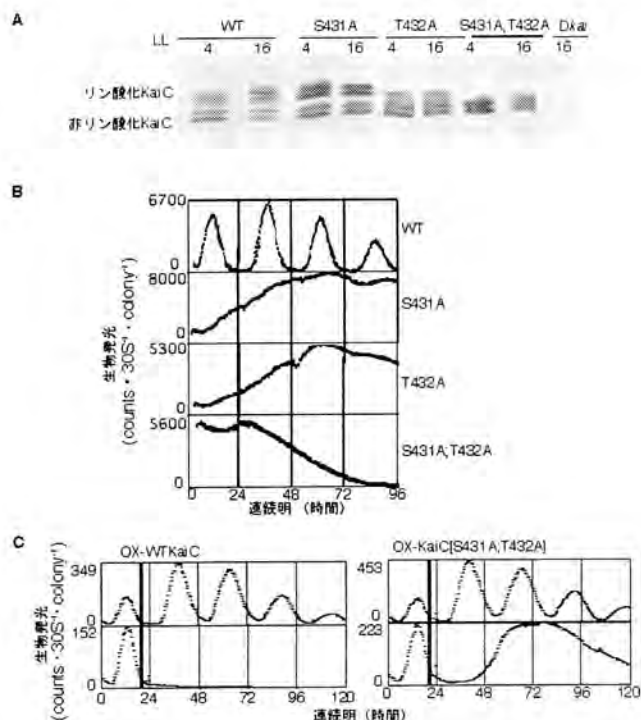 A
LL
WT
S431A
T432A
S431A,T432A
Dkai
4 16 4 16 4 16 4 16 16
リン酸化KaiC
非リン酸化KaiC
B
生物発光
(counts・30S⁻¹・colony⁻¹)
6700
0
WT
8000
0
S431A
5300
0
T432A
5600
0
S431A;T432A
0 24 48 72 96
連続明（時間）
C
OX-WTKaiC
OX-KaiC[S431A;T432A]
生物発光
(counts・30S⁻¹・colony⁻¹)
349
0
152
0
453
0
223
0
0 24 48 72 96 120
0 24 49 72 96 120
連続明（時間）